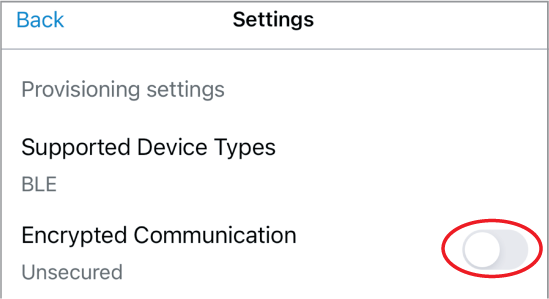 Back Settings
Provisioning settings
Supported Device Types
BLE
Encrypted Communication
Unsecured